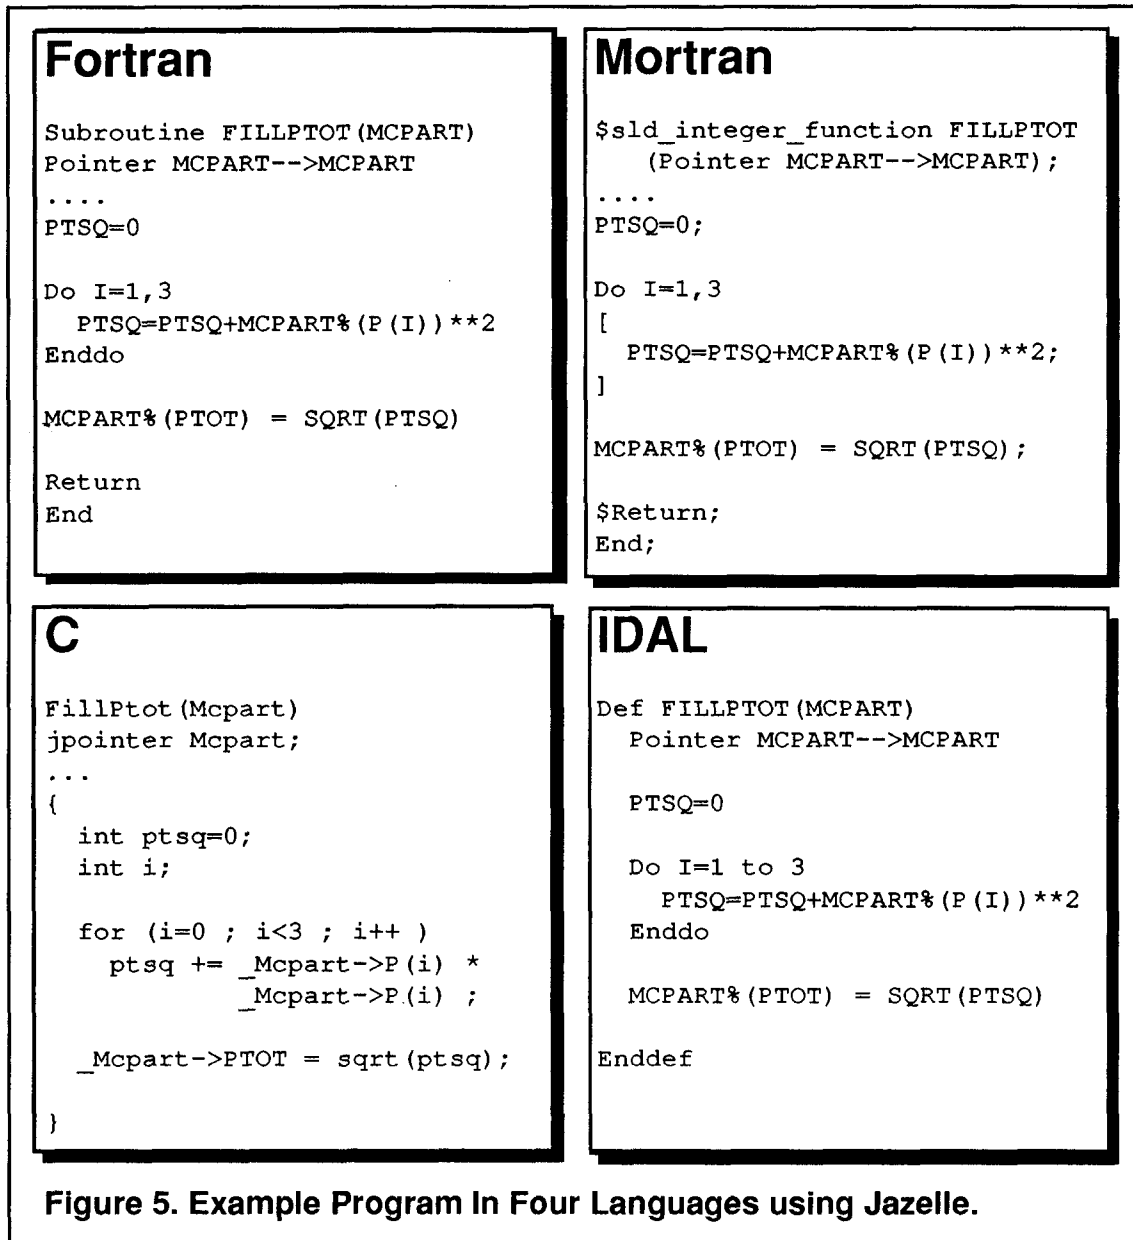 Fortran
Subroutine FILLPTOT(MCPART)
Pointer MCPART-->MCPART
....
PTSQ=0
Do I=1,3
PTSQ=PTSQ+MCPART%(P(I))**2
Enddo
MCPART%(PTOT) = SQRT(PTSQ)
Return
End
Mortran
$sld_integer_function FILLPTOT
(Pointer MCPART-->MCPART);
....
PTSQ=0;
Do I=1,3
[
PTSQ=PTSQ+MCPART%(P(I))**2;
]
MCPART%(PTOT) = SQRT(PTSQ);
$Return;
End;
C
FillPtot(Mcpart)
jpointer Mcpart;
...
{
int ptsq=0;
int i;
for (i=0 ; i<3 ; i++ )
ptsq += _Mcpart->P(i) *
_Mcpart->P(i) ;
_Mcpart->PTOT = sqrt(ptsq);
}
IDAL
Def FILLPTOT(MCPART)
Pointer MCPART-->MCPART
PTSQ=0
Do I=1 to 3
PTSQ=PTSQ+MCPART%(P(I))**2
Enddo
MCPART%(PTOT) = SQRT(PTSQ)
Enddef
Figure 5. Example Program In Four Languages using Jazelle.